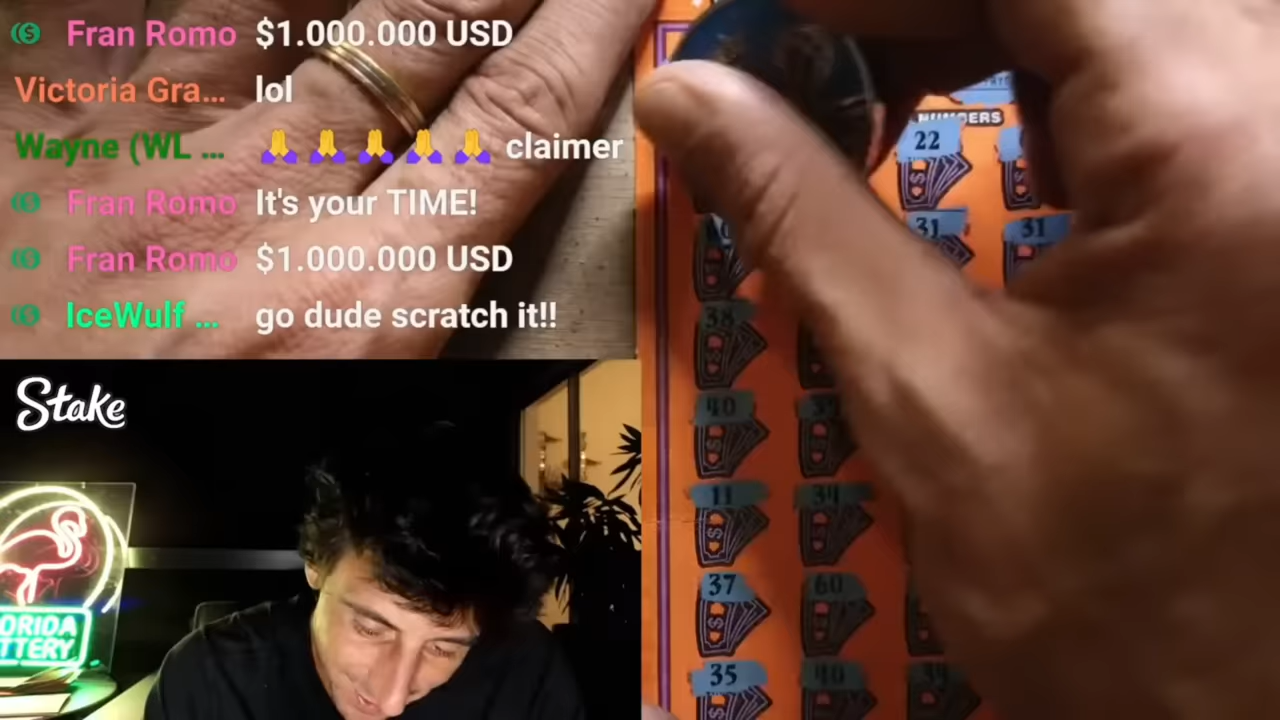 Fran Romo $1.000.000 USD
Victoria Gra... lol
Wayne (WL ... 🙏 🙏 🙏 🙏 🙏 claimer
Fran Romo It's your TIME!
Fran Romo $1.000.000 USD
IceWulf ... go dude scratch it!!
Stake
ORIDA
TTERY
NUMBERS
22
31 31
38
40
11 34
37 60
35 40 34